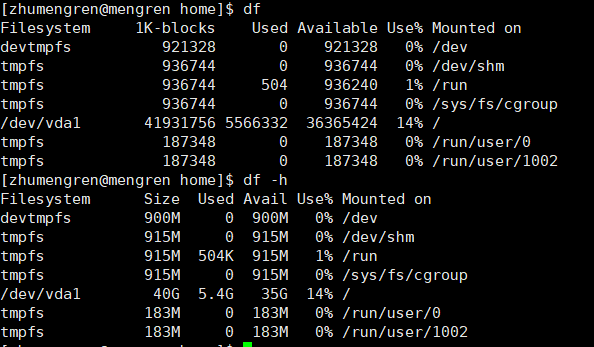 [zhumengren@mengren home]$ df
Filesystem     1K-blocks    Used Available Use% Mounted on
devtmpfs          921328       0    921328   0% /dev
tmpfs             936744       0    936744   0% /dev/shm
tmpfs             936744     504    936240   1% /run
tmpfs             936744       0    936744   0% /sys/fs/cgroup
/dev/vda1       41931756 5566332  36365424  14% /
tmpfs             187348       0    187348   0% /run/user/0
tmpfs             187348       0    187348   0% /run/user/1002
[zhumengren@mengren home]$ df -h
Filesystem      Size  Used Avail Use% Mounted on
devtmpfs        900M     0  900M   0% /dev
tmpfs           915M     0  915M   0% /dev/shm
tmpfs           915M  504K  915M   1% /run
tmpfs           915M     0  915M   0% /sys/fs/cgroup
/dev/vda1        40G  5.4G   35G  14% /
tmpfs           183M     0  183M   0% /run/user/0
tmpfs           183M     0  183M   0% /run/user/1002